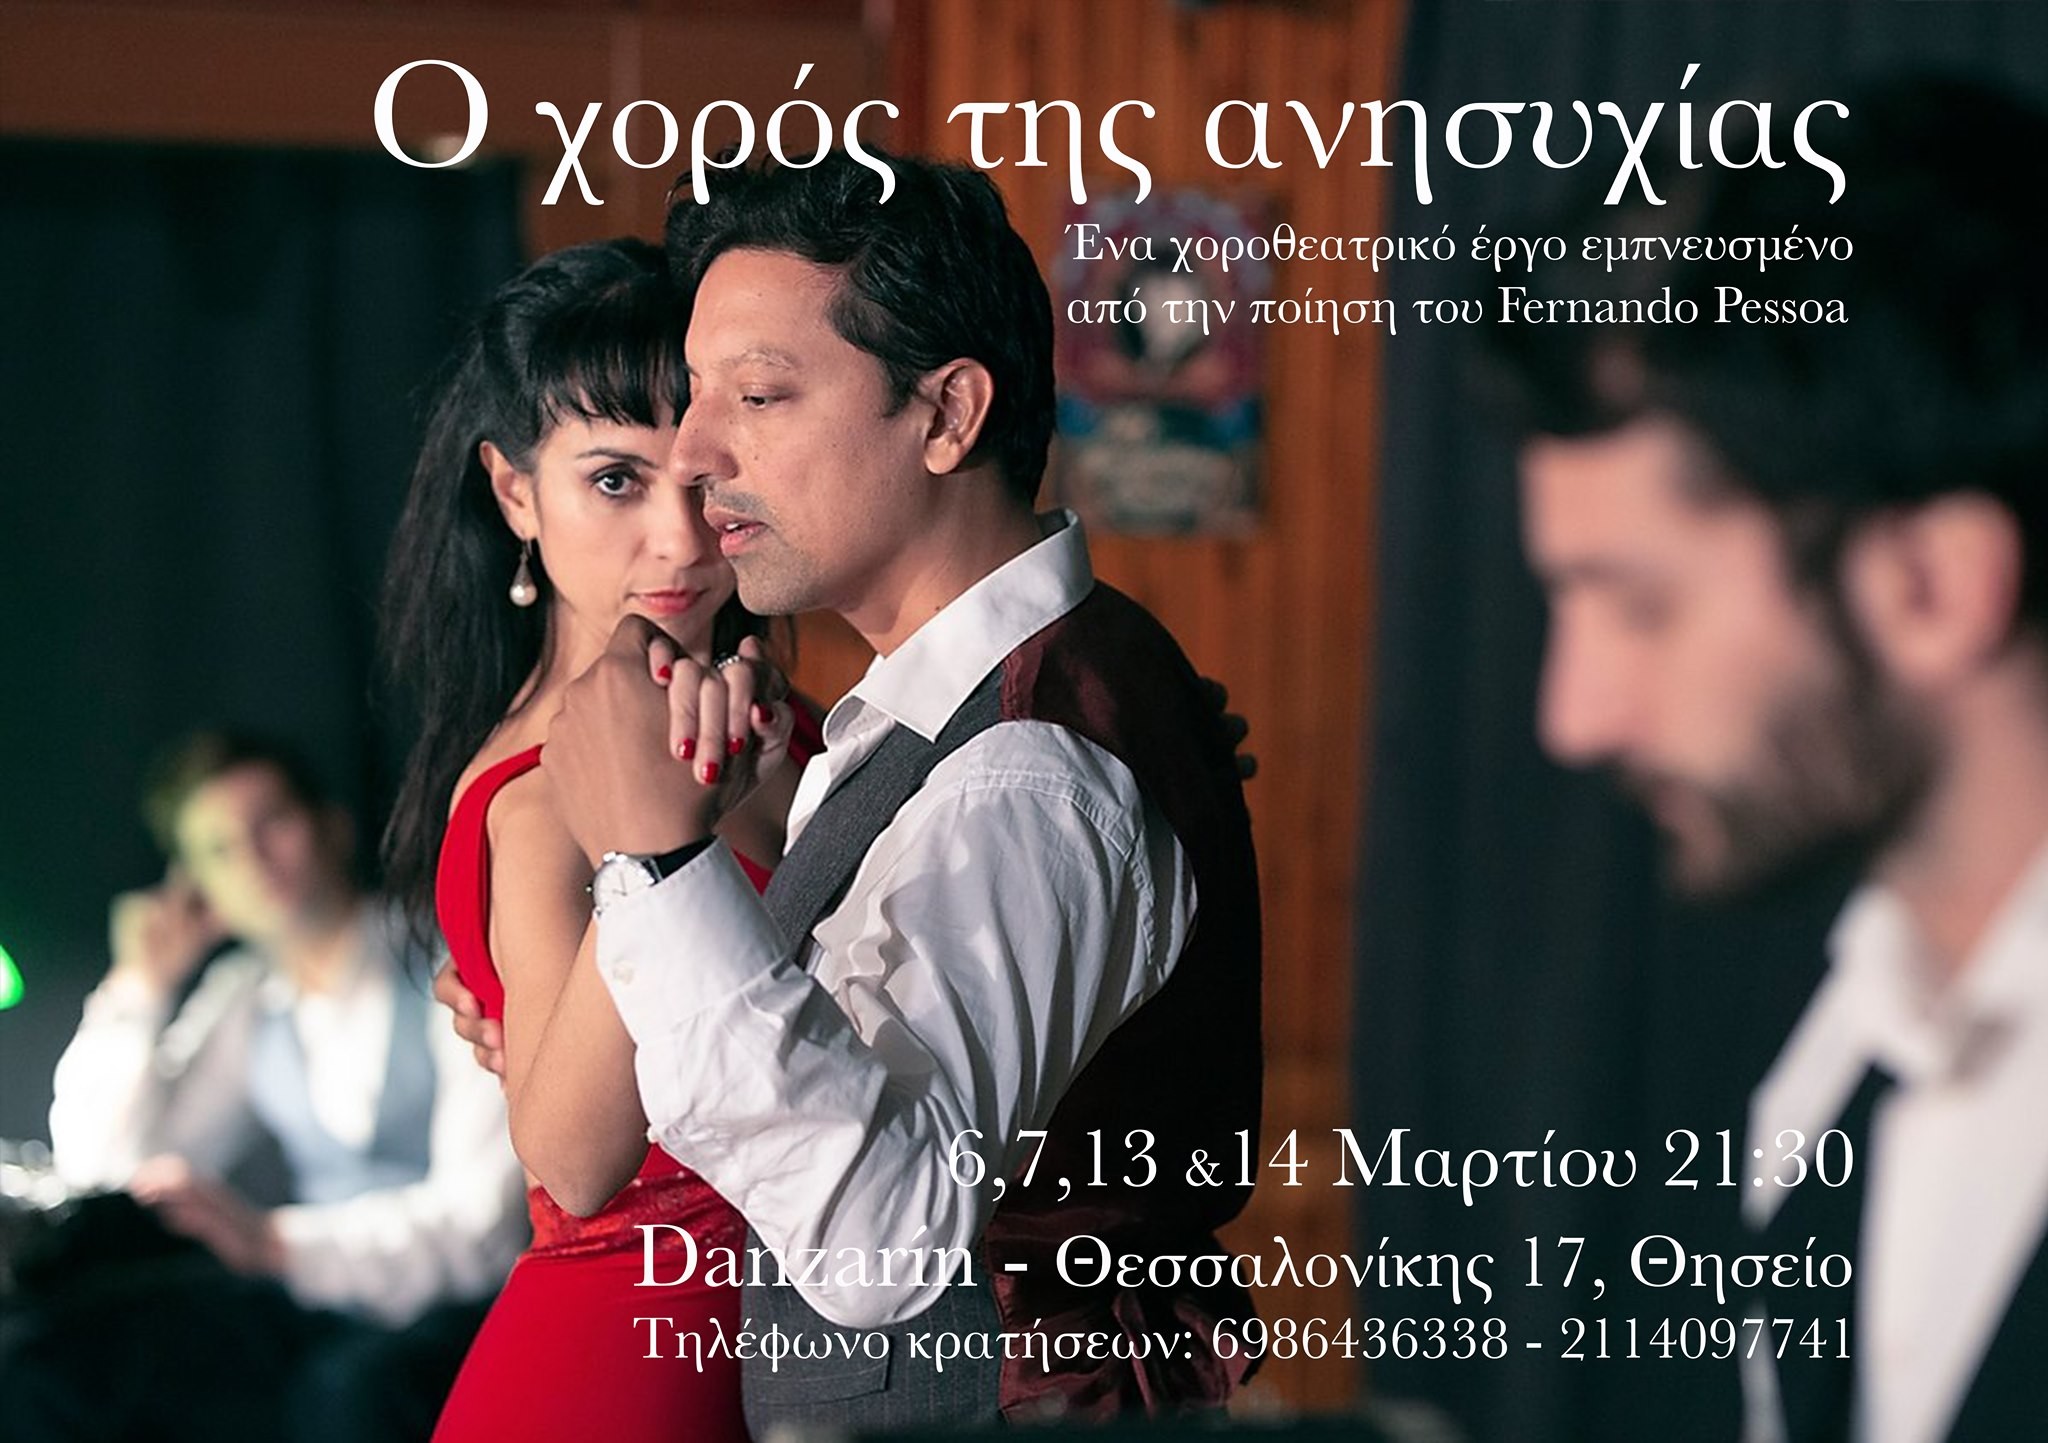 Ο χορός της ανησυχίας
Ένα χοροθεατρικό έργο εμπνευσμένο
από την ποίηση του Fernando Pessoa
6,7,13 &14 Μαρτίου 21:30
Danzarín - Θεσσαλονίκης 17, Θησείο
Τηλέφωνο κρατήσεων: 6986436338 - 2114097741